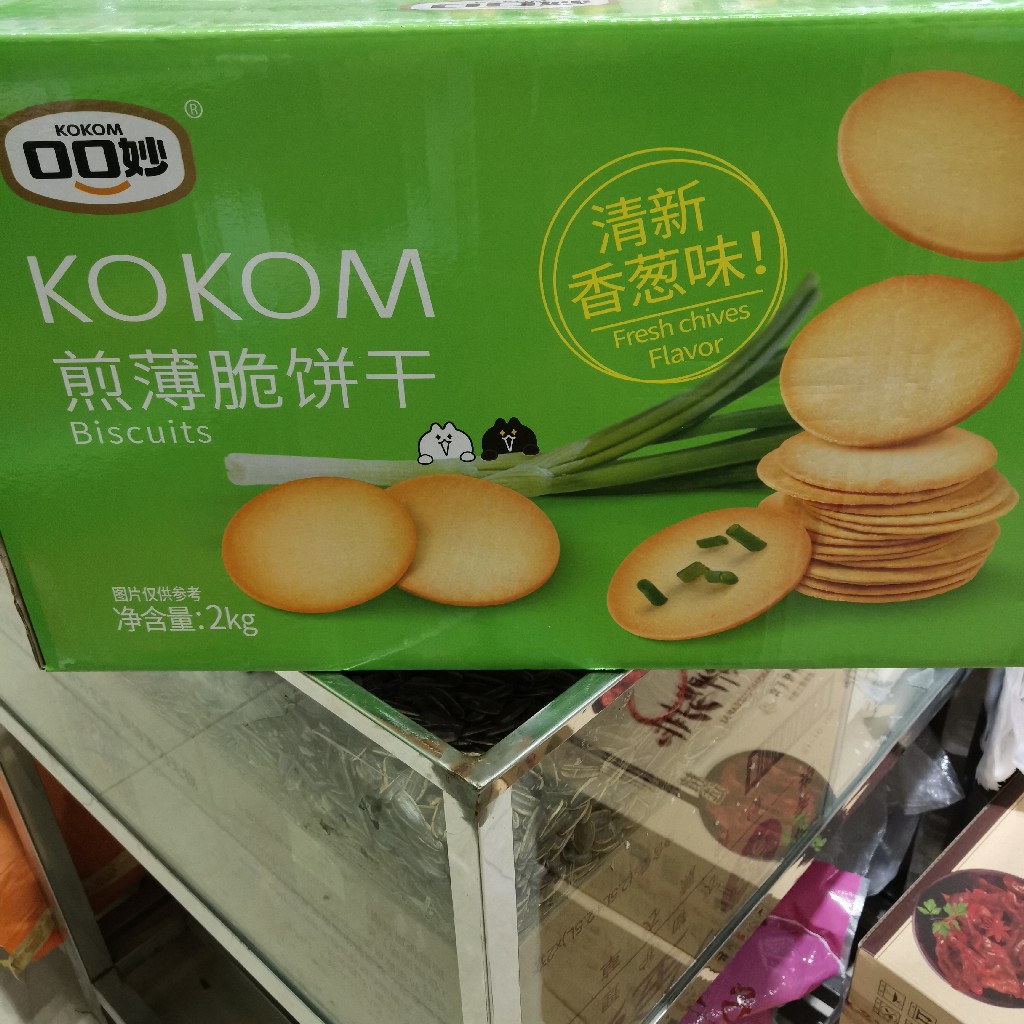 KOKOM
口口妙
®
KOKOM
煎薄脆饼干
Biscuits
清新
香葱味!
Fresh chives
Flavor
图片仅供参考
净含量:2kg